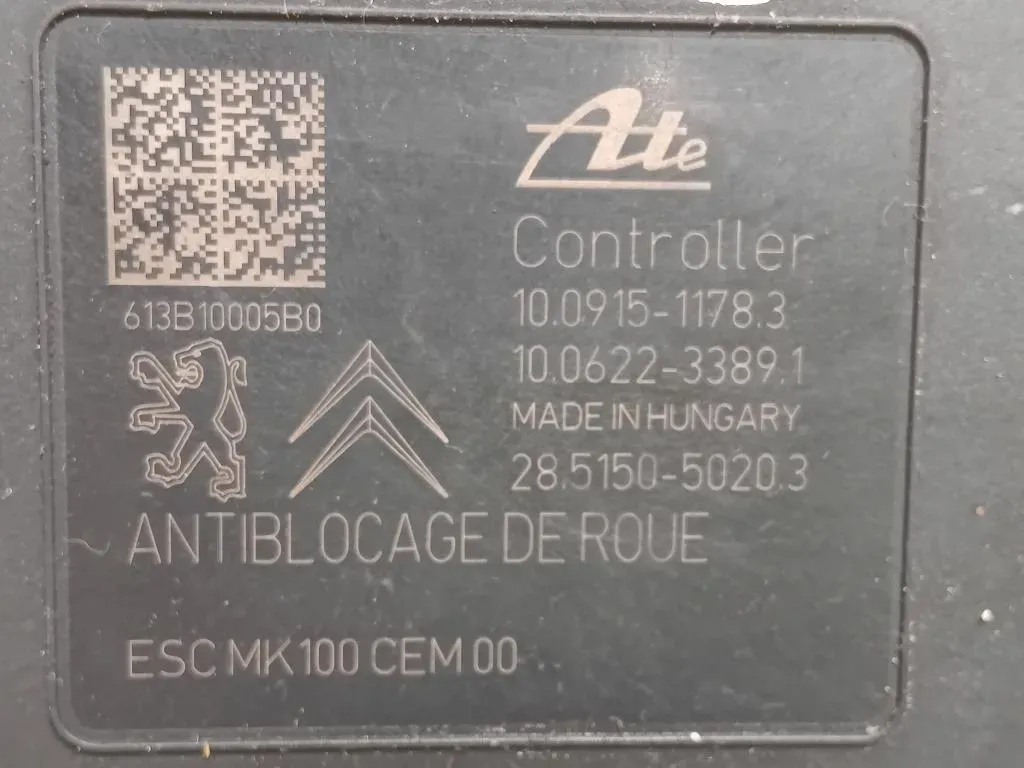 Ate
Controller
613B10005B0
10.0915-1178.3
10.0622-3389.1
MADE IN HUNGARY
28.5150-5020.3
ANTIBLOCAGE DE ROUE
ESC MK100 CEM 00